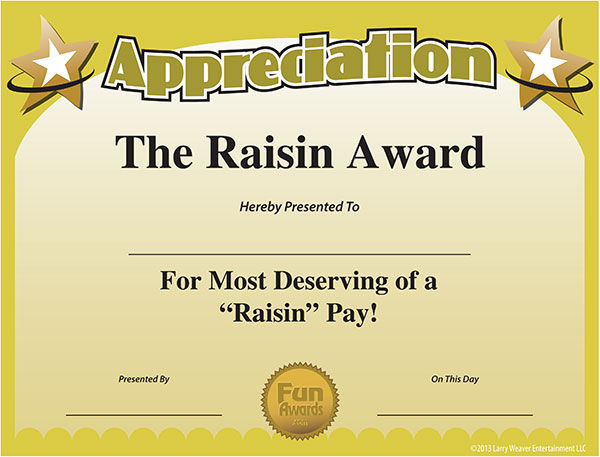 Appreciation
The Raisin Award
Hereby Presented To
For Most Deserving of a
“Raisin” Pay!
Presented By
On This Day
Fun
Awards
.com
©2013 Larry Weaver Entertainment LLC